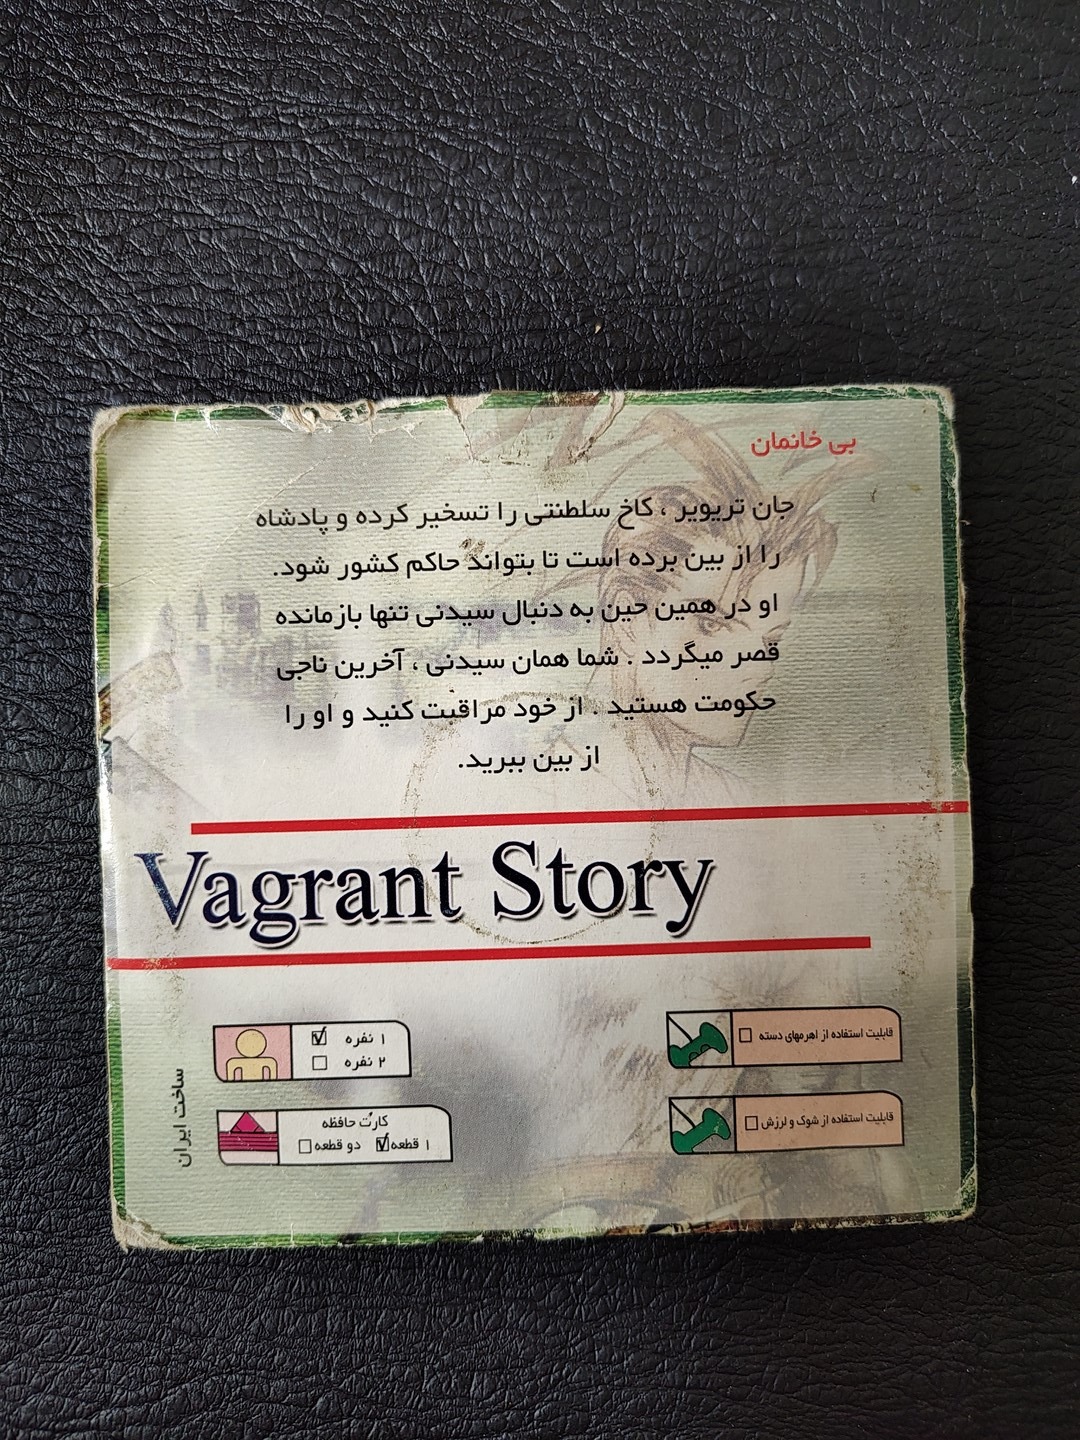 بی خانمان
جان تریویر ، کاخ سلطنتی را تسخیر کرده و پادشاه
را از بین برده است تا بتواند حاکم کشور شود.
او در همین حین به دنبال سیدنی تنها بازمانده
قصر میگردد . شما همان سیدنی ، آخرین ناجی
حکومت هستید . از خود مراقبت کنید و او را
از بین ببرید.
Vagrant Story
قابلیت استفاده از اهرمهای دسته
۱ نفره
۲ نفره
قابلیت استفاده از شوک و لرزش
کارت حافظه
۱ قطعه دو قطعه
ساخت ایران